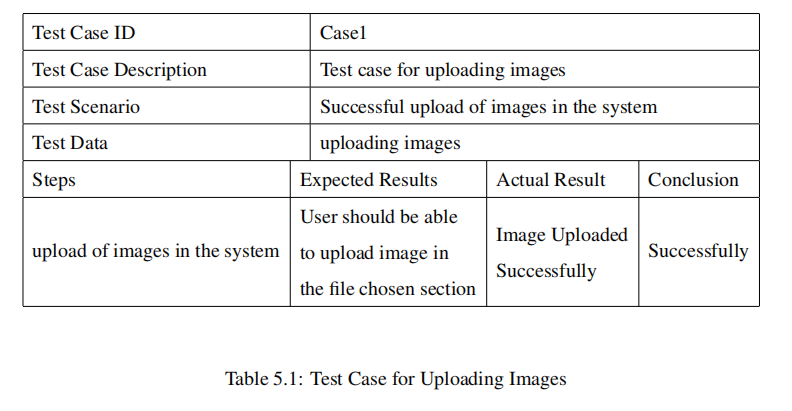 Test Case ID Case1
Test Case Description Test case for uploading images
Test Scenario Successful upload of images in the system
Test Data uploading images
Steps Expected Results Actual Result Conclusion
upload of images in the system
User should be able
to upload image in
the file chosen section
Image Uploaded
Successfully
Successfully
Table 5.1: Test Case for Uploading Images